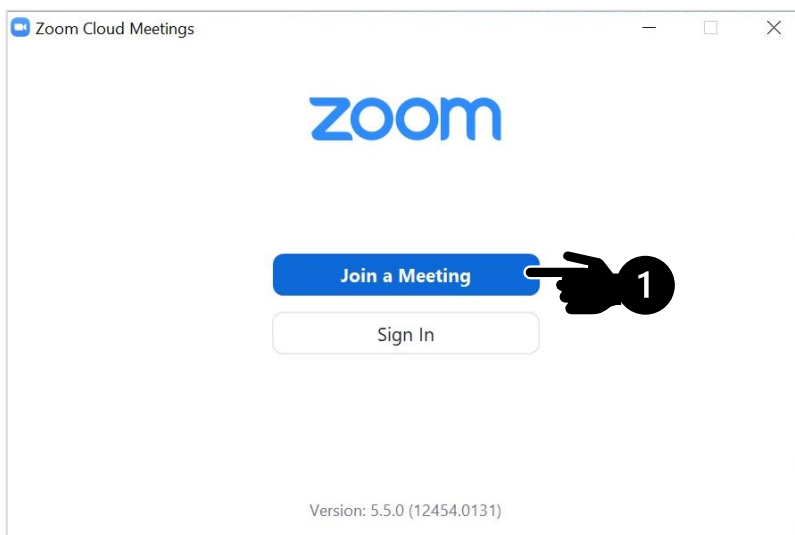 Zoom Cloud Meetings
zoom
Join a Meeting
1
Sign In
Version: 5.5.0 (12454.0131)